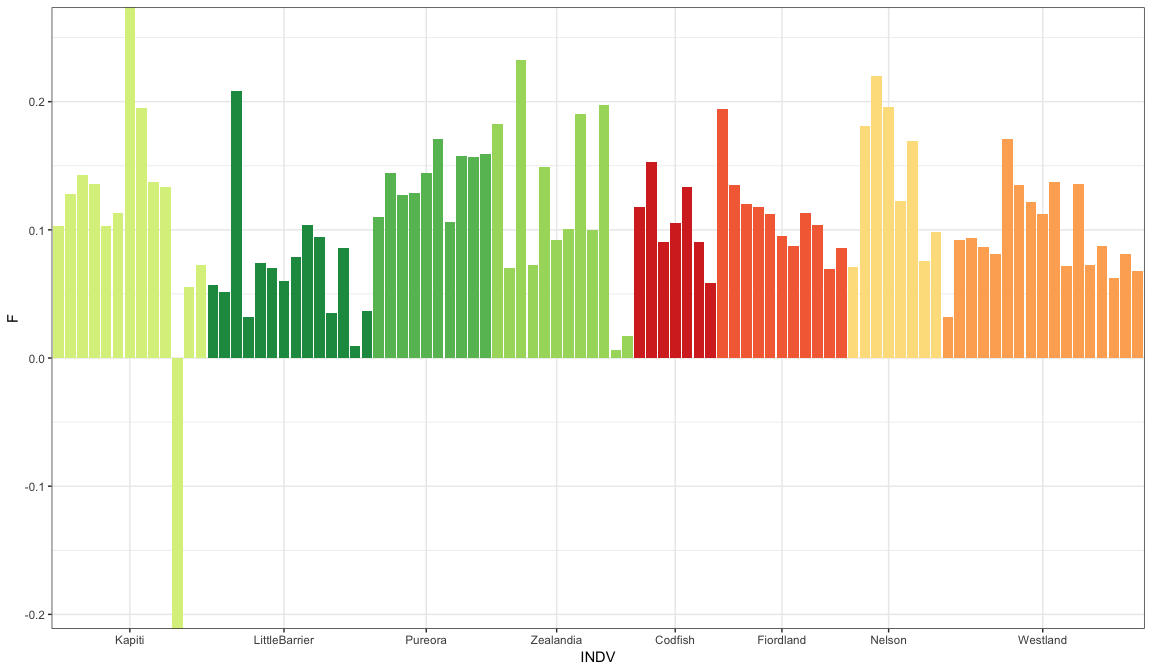 F
0.2
0.1
0.0
-0.1
-0.2
Kapiti LittleBarrier Pureora Zealandia Codfish Fiordland Nelson Westland
INDV